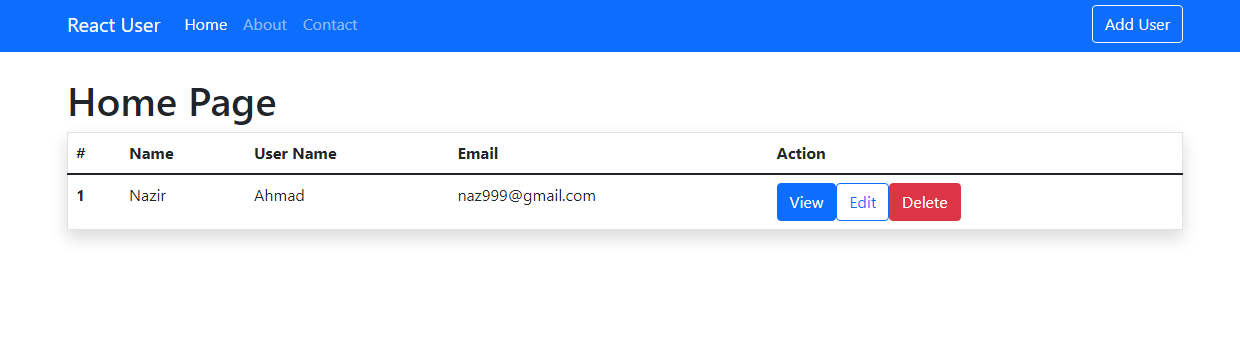 React User Home About Contact Add User
Home Page
# Name User Name Email Action
1 Nazir Ahmad naz999@gmail.com View Edit Delete